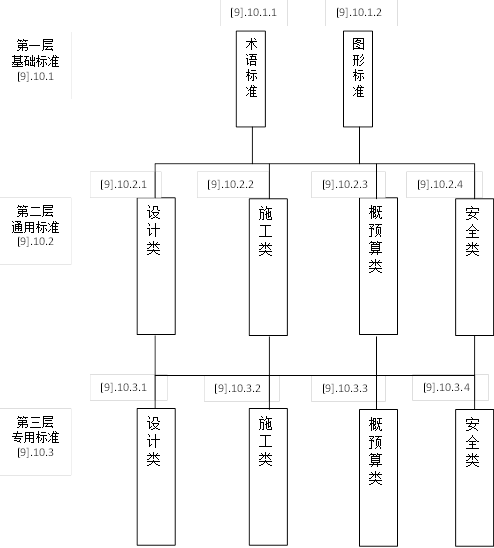 [9].10.1.1
[9].10.1.2
第一层
基础标准
[9].10.1
术语标准
图形标准
[9].10.2.1
[9].10.2.2
[9].10.2.3
[9].10.2.4
第二层
通用标准
[9].10.2
设计类
施工类
概预算类
安全类
[9].10.3.1
[9].10.3.2
[9].10.3.3
[9].10.3.4
第三层
专用标准
[9].10.3
设计类
施工类
概预算类
安全类